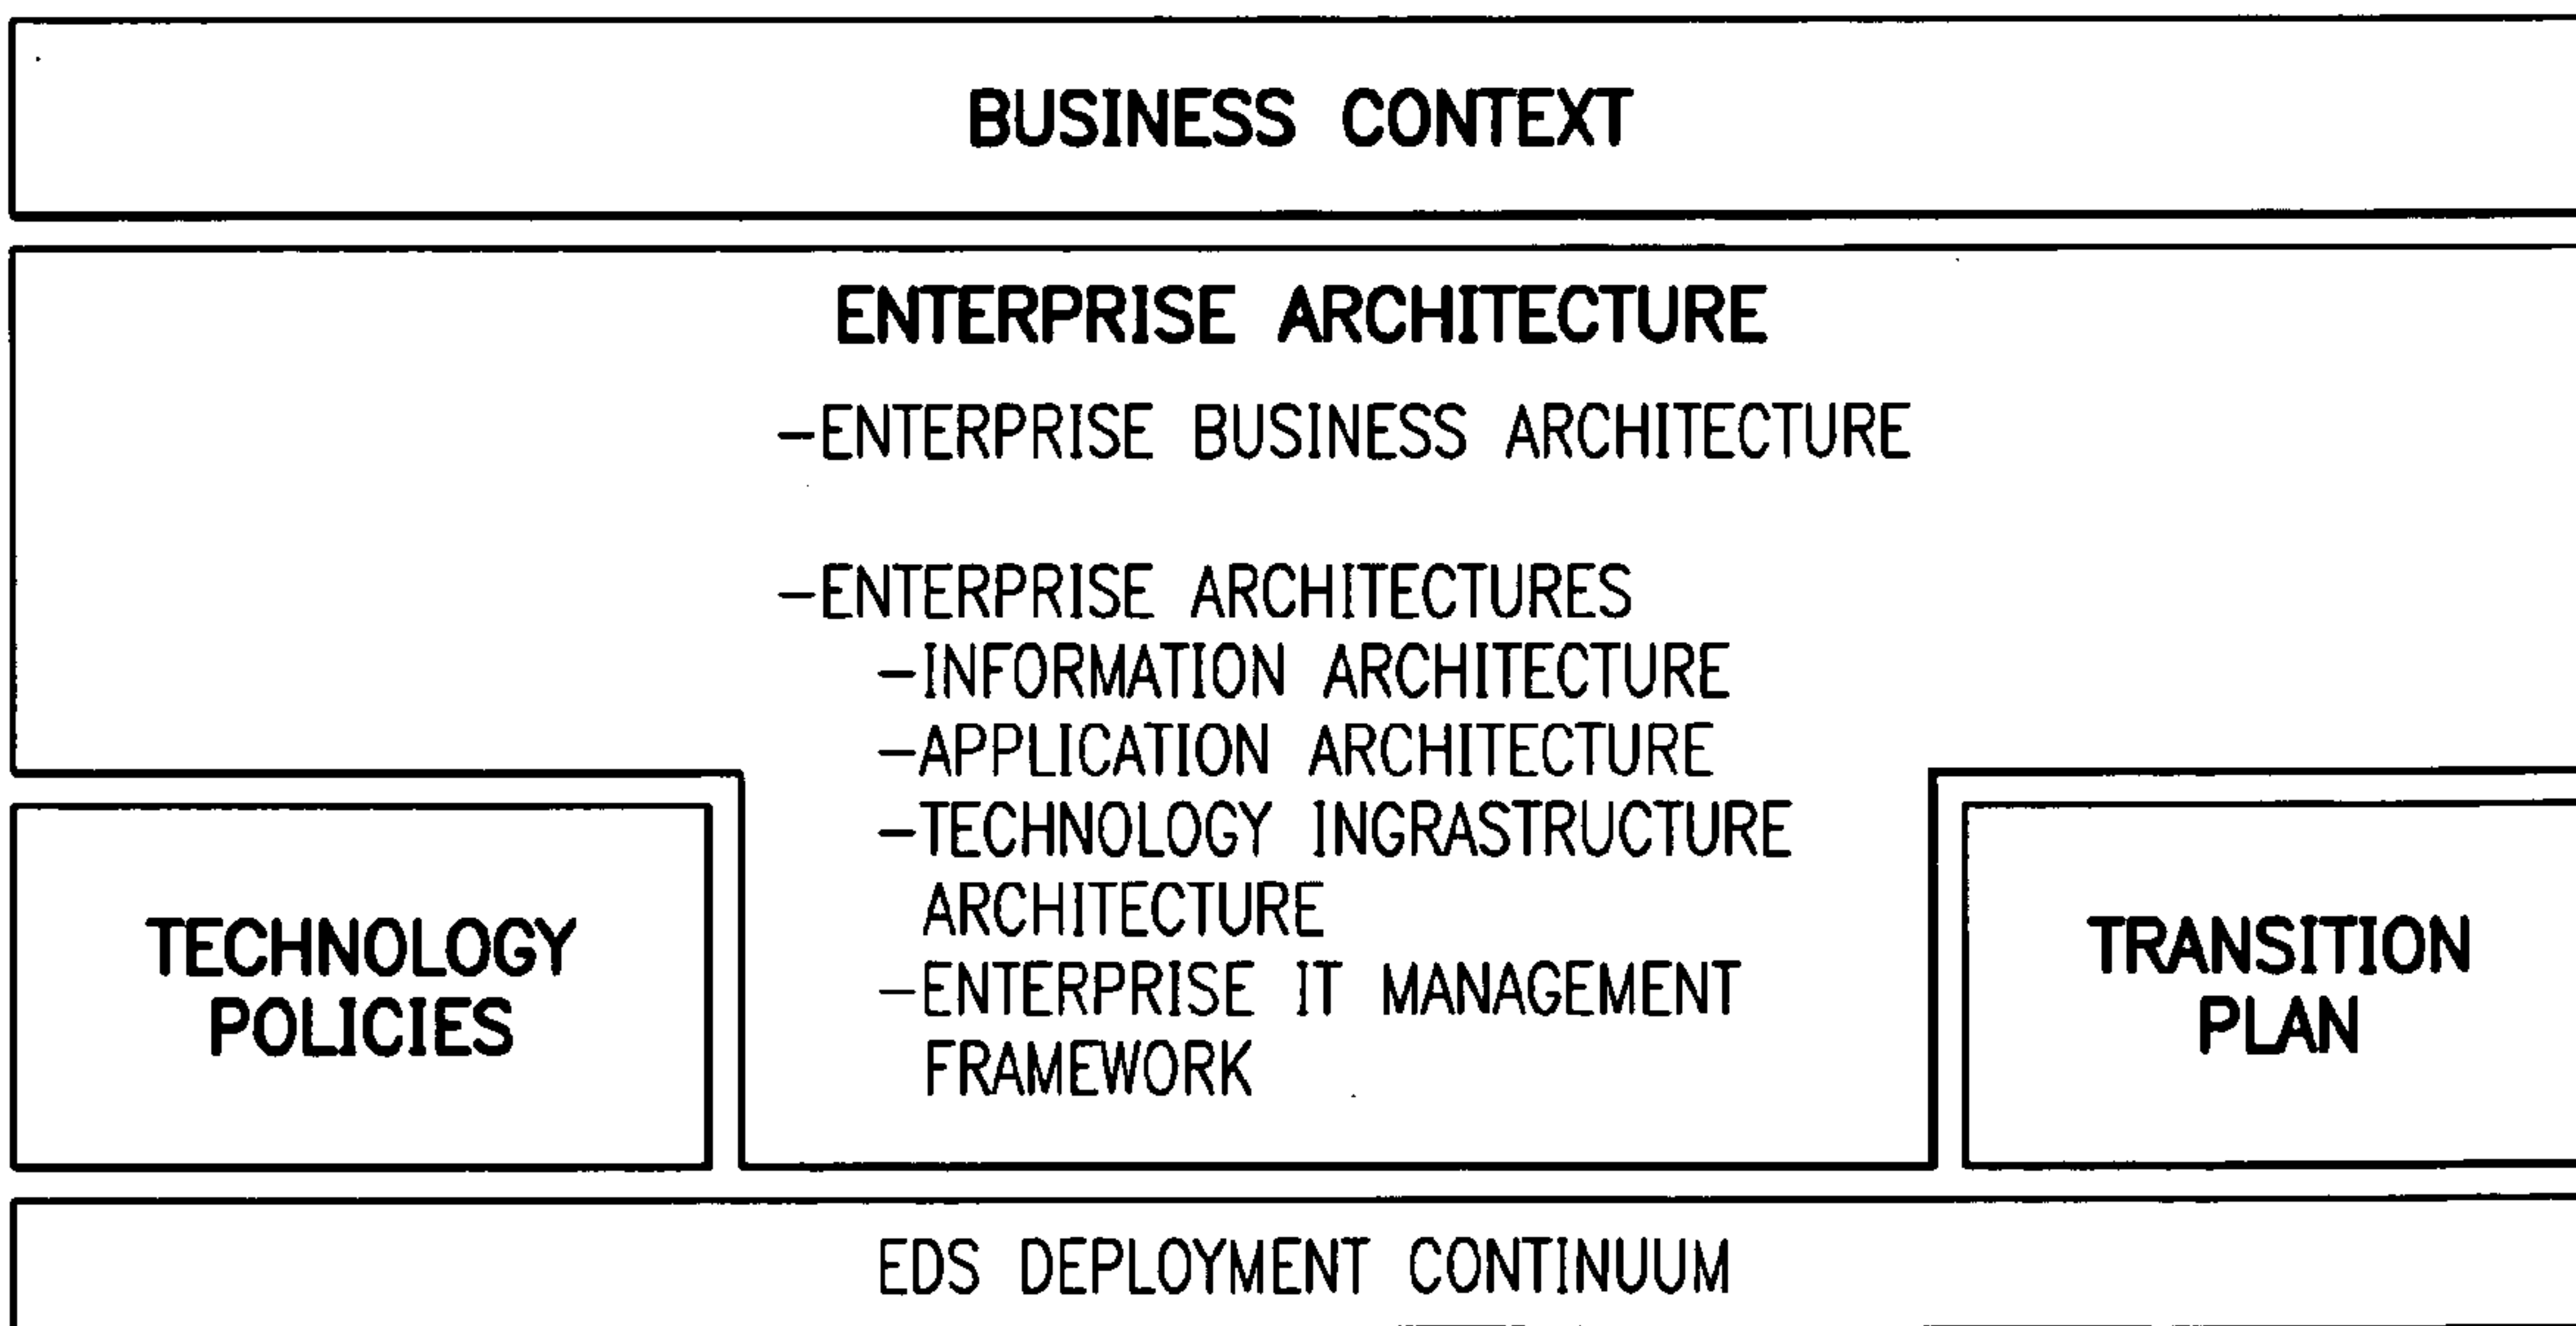 BUSINESS CONTEXT
ENTERPRISE ARCHITECTURE
–ENTERPRISE BUSINESS ARCHITECTURE
–ENTERPRISE ARCHITECTURES
–INFORMATION ARCHITECTURE
–APPLICATION ARCHITECTURE
–TECHNOLOGY INGRASTRUCTURE
ARCHITECTURE
–ENTERPRISE IT MANAGEMENT
FRAMEWORK
TECHNOLOGY
POLICIES
TRANSITION
PLAN
EDS DEPLOYMENT CONTINUUM